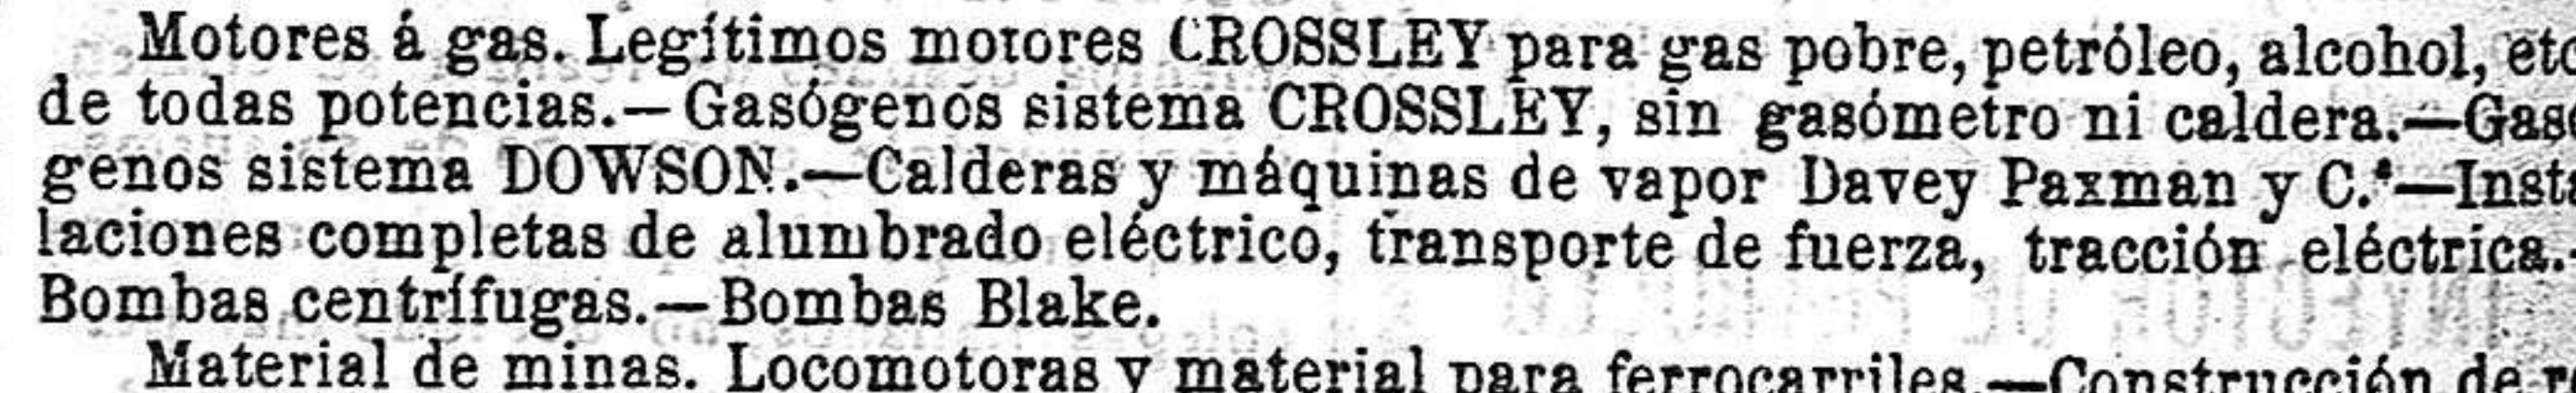 Motores á gas. Legítimos motores CROSSLEY para gas pobre, petróleo, alcohol, etc
de todas potencias.—Gasógenos sistema CROSSLEY, sin gasómetro ni caldera.—Gasó
genos sistema DOWSON.—Calderas y máquinas de vapor Davey Paxman y C.ª—Insta
laciones completas de alumbrado eléctrico, transporte de fuerza, tracción eléctrica.—
Bombas centrífugas.—Bombas Blake.
Material de minas. Locomotoras y material para ferrocarriles.—Construcción de